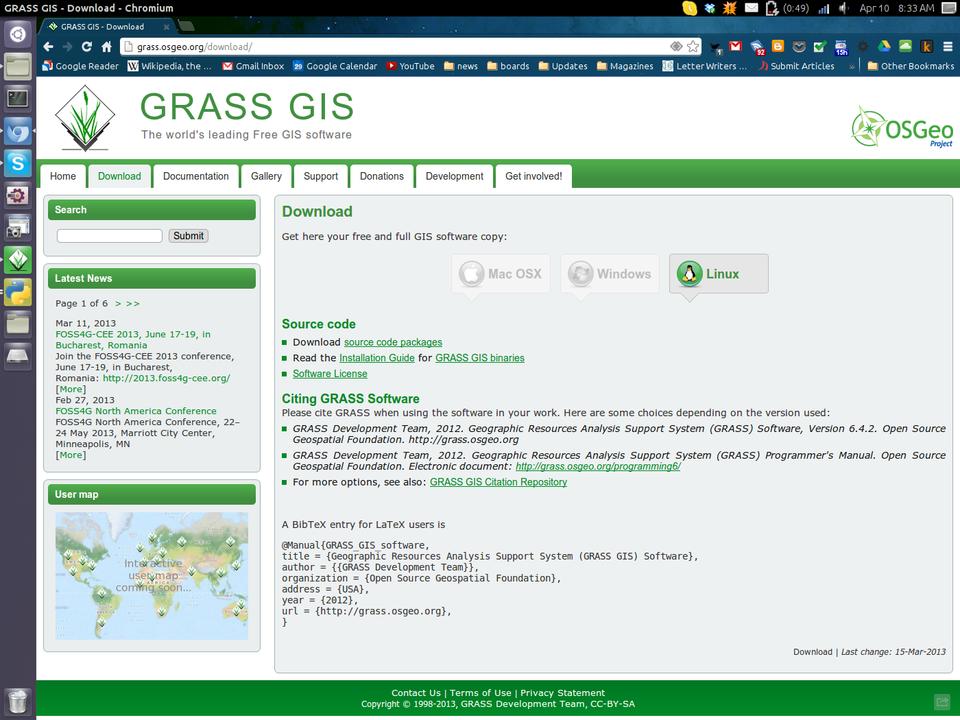 GRASS GIS - Download - Chromium
(0:49)
Apr 10
8:33 AM
GRASS GIS - Download
grass.osgeo.org/download/
Google Reader
Wikipedia, the ...
Gmail Inbox
Google Calendar
YouTube
news
boards
Updates
Magazines
Letter Writers ...
Submit Articles
»
Other Bookmarks
GRASS GIS
The world's leading Free GIS software
OSGeo
Project
Home
Download
Documentation
Gallery
Support
Donations
Development
Get involved!
Search
Submit
Latest News
Page 1 of 6 > >>
Mar 11, 2013
FOSS4G-CEE 2013, June 17-19, in
Bucharest, Romania
Join the FOSS4G-CEE 2013 conference,
June 17-19, in Bucharest,
Romania: http://2013.foss4g-cee.org/
[More]
Feb 27, 2013
FOSS4G North America Conference
FOSS4G North America Conference, 22–
24 May 2013, Marriott City Center,
Minneapolis, MN
[More]
User map
Interactive
user map
coming soon...
Download
Get here your free and full GIS software copy:
Mac OSX
Windows
Linux
Source code
Download source code packages
Read the Installation Guide for GRASS GIS binaries
Software License
Citing GRASS Software
Please cite GRASS when using the software in your work. Here are some choices depending on the version used:
GRASS Development Team, 2012. Geographic Resources Analysis Support System (GRASS) Software, Version 6.4.2. Open Source
Geospatial Foundation. http://grass.osgeo.org
GRASS Development Team, 2012. Geographic Resources Analysis Support System (GRASS) Programmer's Manual. Open Source
Geospatial Foundation. Electronic document: http://grass.osgeo.org/programming6/
For more options, see also: GRASS GIS Citation Repository
A BibTeX entry for LaTeX users is
@Manual{GRASS_GIS_software,
title = {Geographic Resources Analysis Support System (GRASS GIS) Software},
author = {{GRASS Development Team}},
organization = {Open Source Geospatial Foundation},
address = {USA},
year = {2012},
url = {http://grass.osgeo.org},
}
Download | Last change: 15-Mar-2013
Contact Us | Terms of Use | Privacy Statement
Copyright © 1998-2013, GRASS Development Team, CC-BY-SA